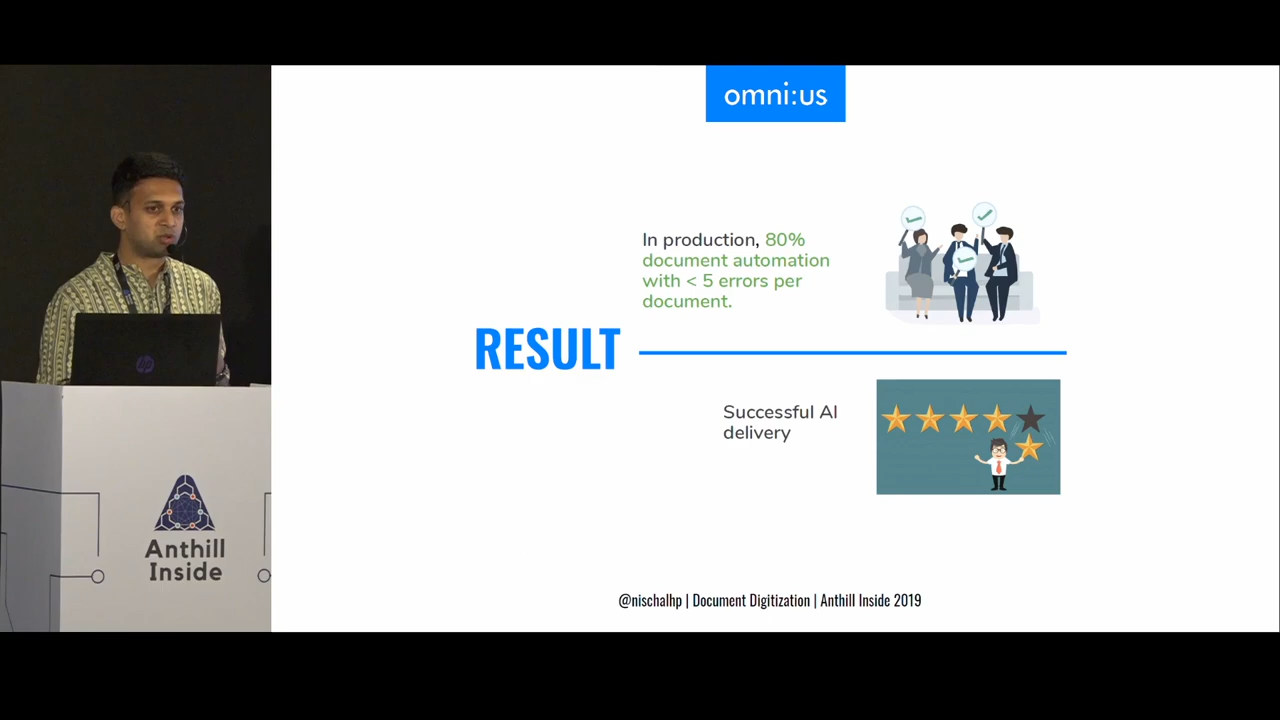 omni:us
In production, 80%
document automation
with < 5 errors per
document.
RESULT
Successful AI
delivery
@nischalhp | Document Digitization | Anthill Inside 2019
hp
Anthill
Inside